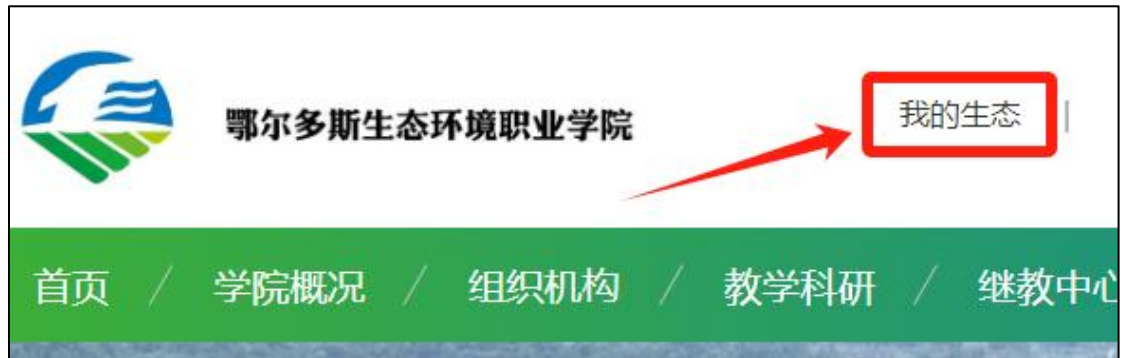 鄂尔多斯生态环境职业学院
我的生态 |
首页 / 学院概况 / 组织机构 / 教学科研 / 继教中心